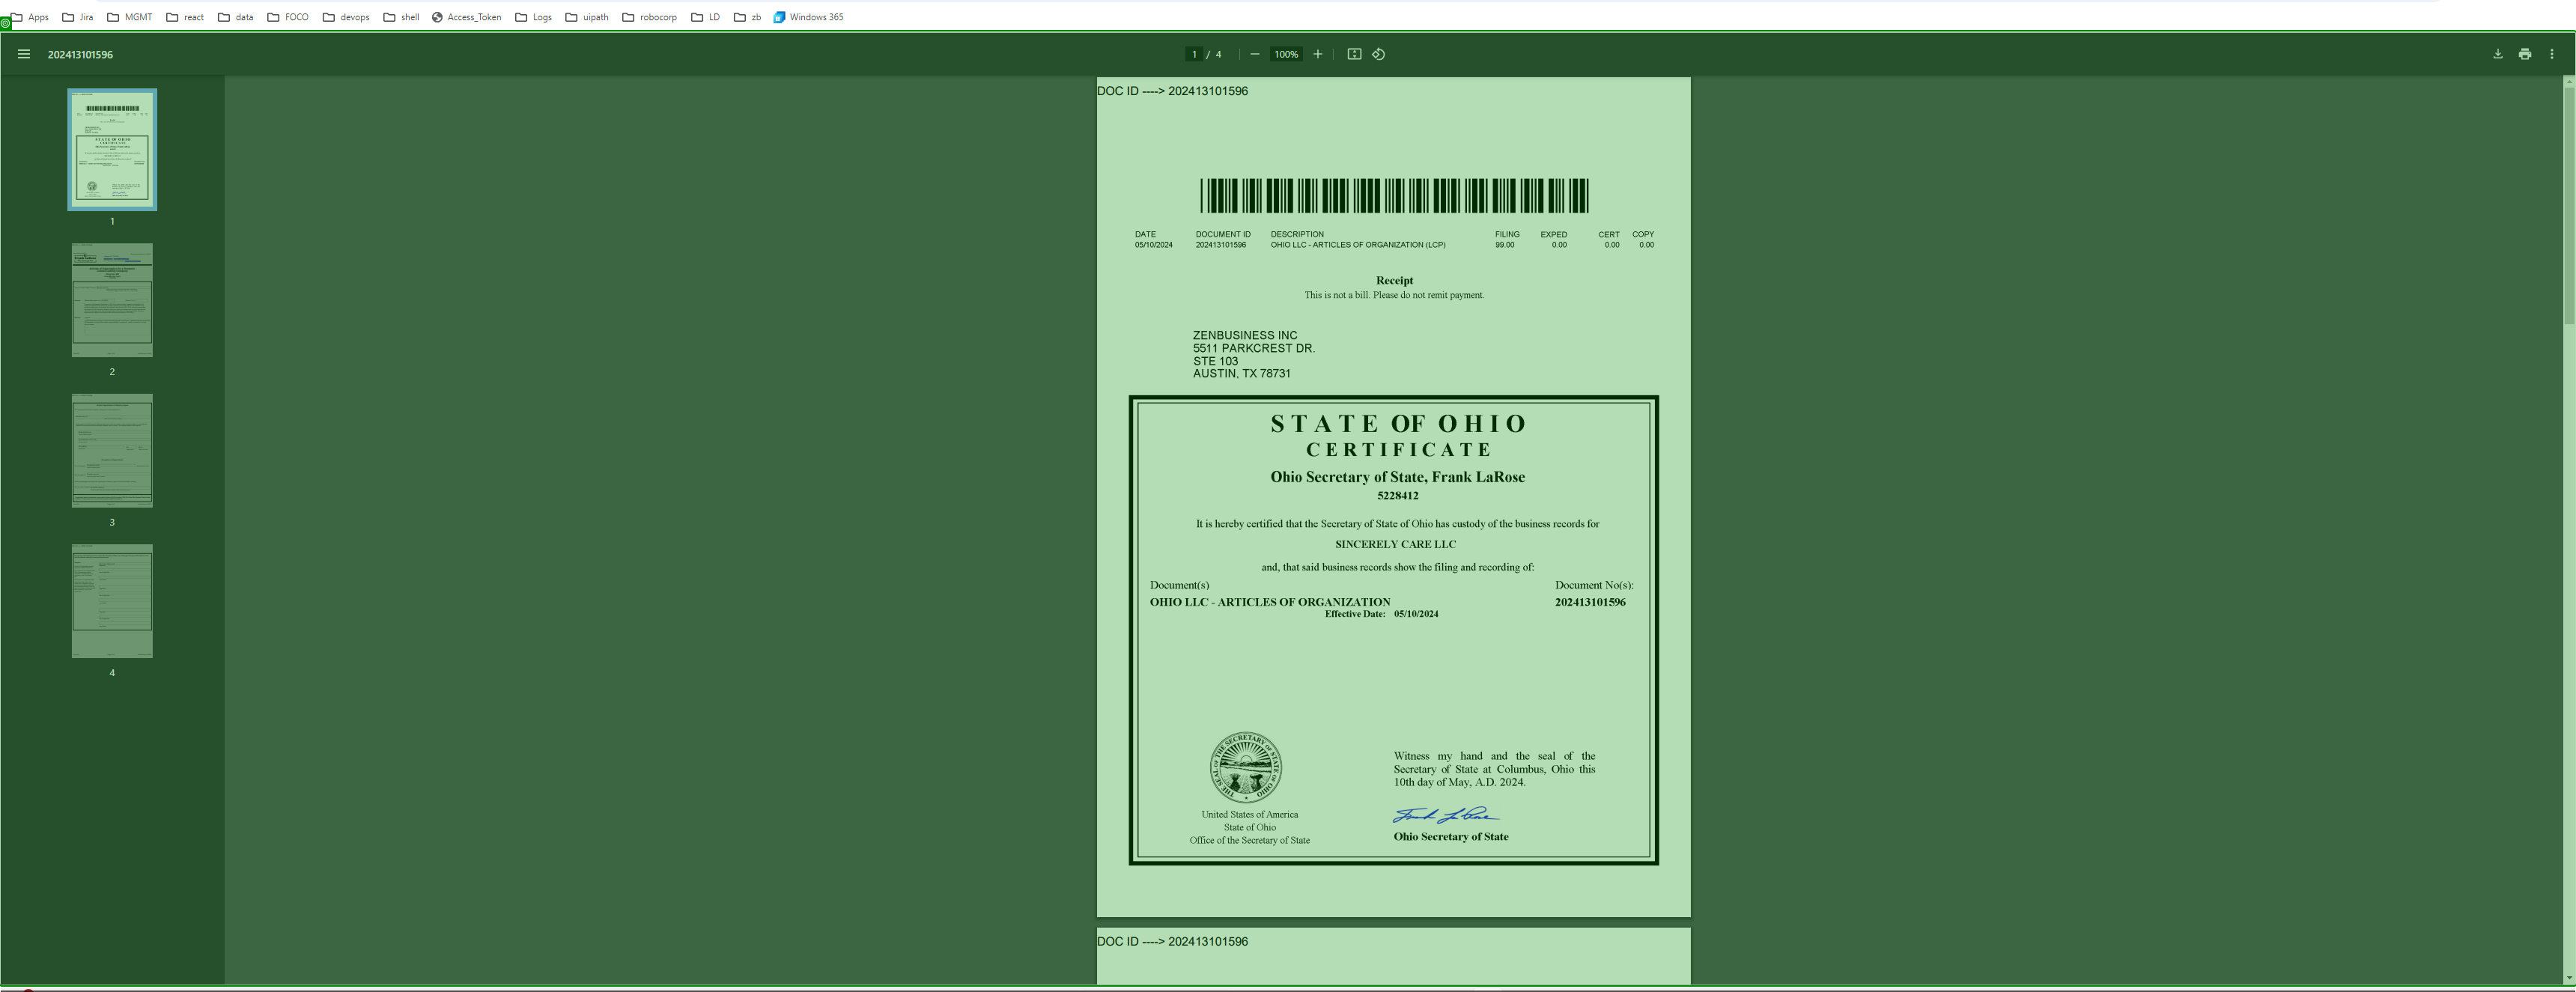 Apps Jira MGMT react data FOCO devops shell Access_Token Logs uipath robocorp LD zb Windows 365
202413101596 1 / 4 100%
1
2
3
4
DOC ID ----> 202413101596
DATE DOCUMENT ID DESCRIPTION FILING EXPED CERT COPY
05/10/2024 202413101596 OHIO LLC - ARTICLES OF ORGANIZATION (LCP) 99.00 0.00 0.00 0.00
Receipt
This is not a bill. Please do not remit payment.
ZENBUSINESS INC
5511 PARKCREST DR.
STE 103
AUSTIN, TX 78731
STATE OF OHIO
CERTIFICATE
Ohio Secretary of State, Frank LaRose
5228412
It is hereby certified that the Secretary of State of Ohio has custody of the business records for
SINCERELY CARE LLC
and, that said business records show the filing and recording of:
Document(s) Document No(s):
OHIO LLC - ARTICLES OF ORGANIZATION 202413101596
Effective Date: 05/10/2024
THE SEAL OF THE SECRETARY OF STATE OF OHIO
United States of America
State of Ohio
Office of the Secretary of State
Witness my hand and the seal of the
Secretary of State at Columbus, Ohio this
10th day of May, A.D. 2024.
Frank LaRose
Ohio Secretary of State
DOC ID ----> 202413101596